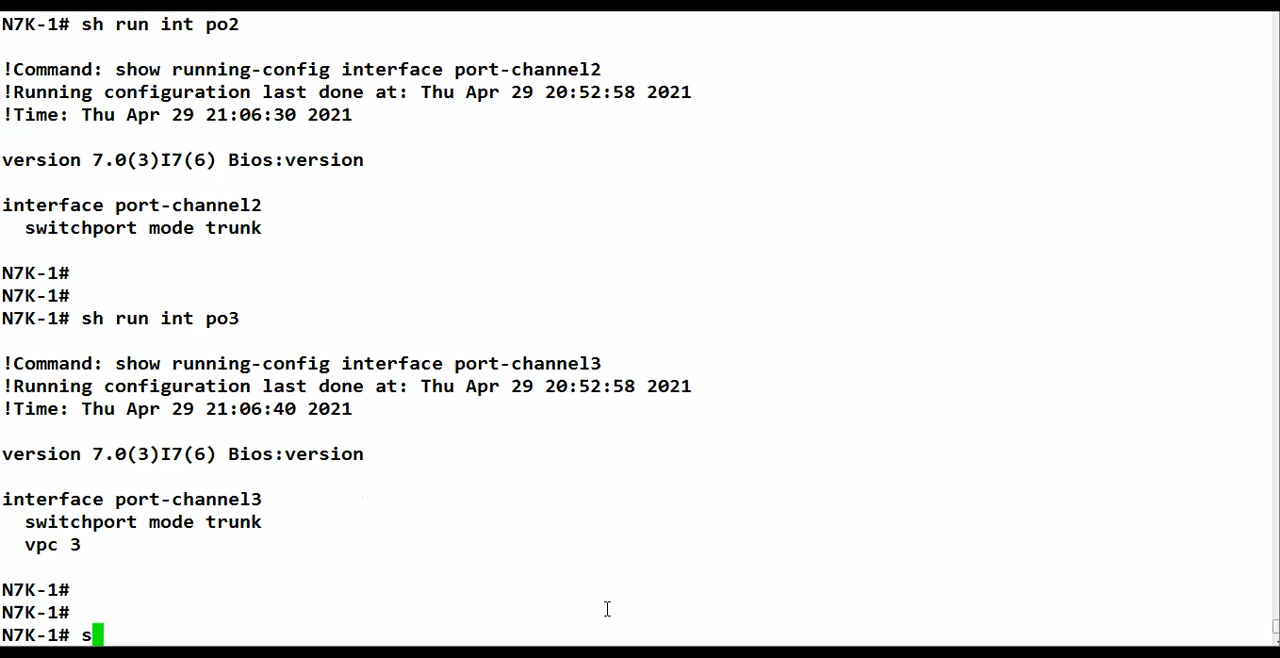 N7K-1# sh run int po2
!Command: show running-config interface port-channel2
!Running configuration last done at: Thu Apr 29 20:52:58 2021
!Time: Thu Apr 29 21:06:30 2021
version 7.0(3)I7(6) Bios:version
interface port-channel2
  switchport mode trunk
N7K-1#
N7K-1#
N7K-1# sh run int po3
!Command: show running-config interface port-channel3
!Running configuration last done at: Thu Apr 29 20:52:58 2021
!Time: Thu Apr 29 21:06:40 2021
version 7.0(3)I7(6) Bios:version
interface port-channel3
  switchport mode trunk
  vpc 3
N7K-1#
N7K-1#
N7K-1# s